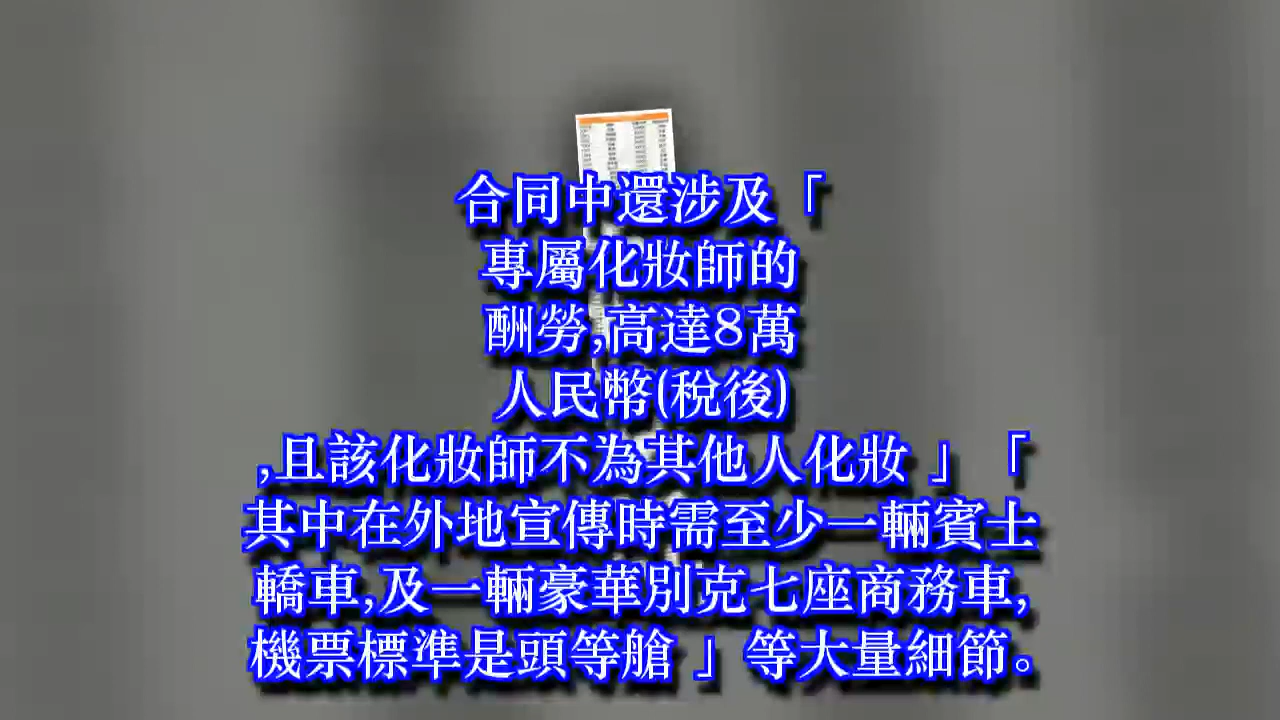 合同中還涉及「
專屬化妝師的
酬勞,高達8萬
人民幣(稅後)
,且該化妝師不為其他人化妝 」「
其中在外地宣傳時需至少一輛賓士
轎車,及一輛豪華別克七座商務車,
機票標準是頭等艙 」等大量細節。